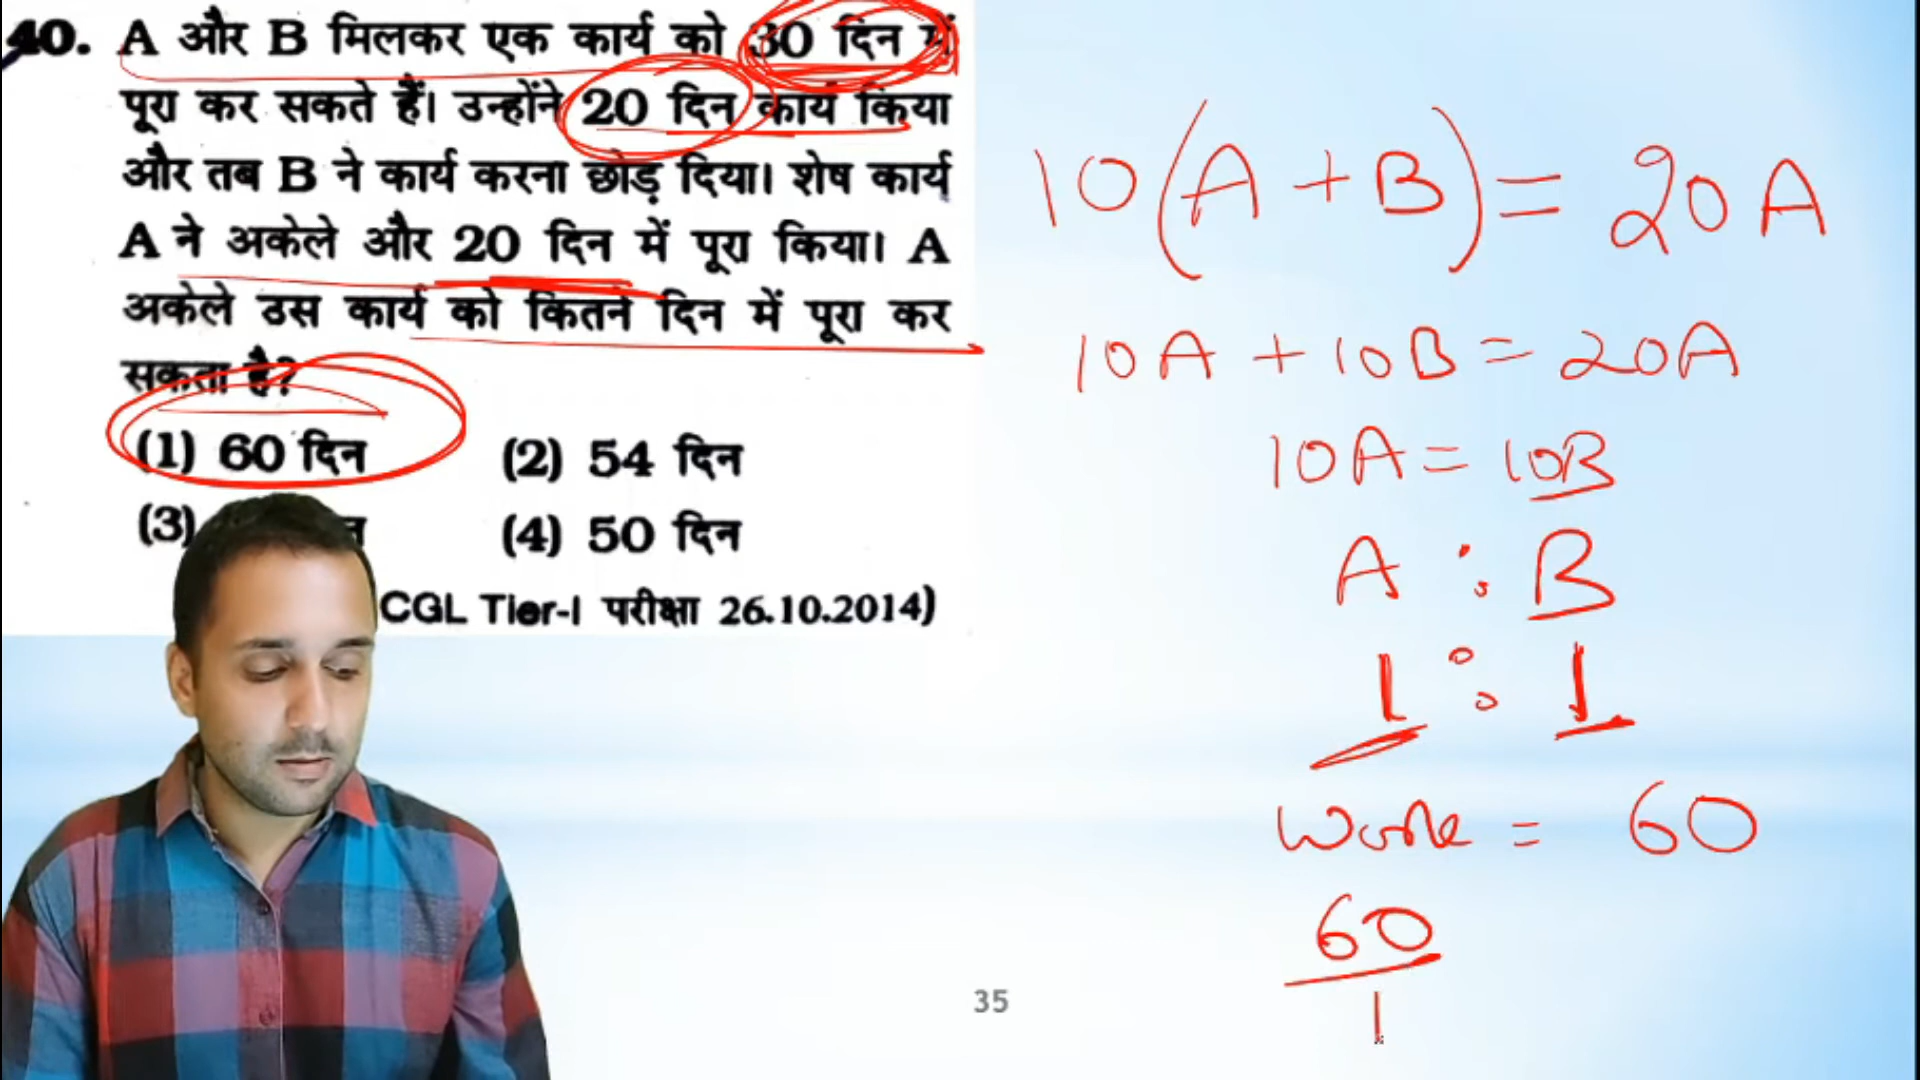 40. A और B मिलकर एक कार्य को 30 दिन में
पूरा कर सकते हैं। उन्होंने 20 दिन कार्य किया
और तब B ने कार्य करना छोड़ दिया। शेष कार्य
A ने अकेले और 20 दिन में पूरा किया। A
अकेले उस कार्य को कितने दिन में पूरा कर
सकता है?
(1) 60 दिन (2) 54 दिन
(3) (4) 50 दिन
CGL Tier-I परीक्षा 26.10.2014)
10(A+B) = 20A
10A + 10B = 20A
10A = 10B
A : B
1 : 1
Work = 60
60
1
35